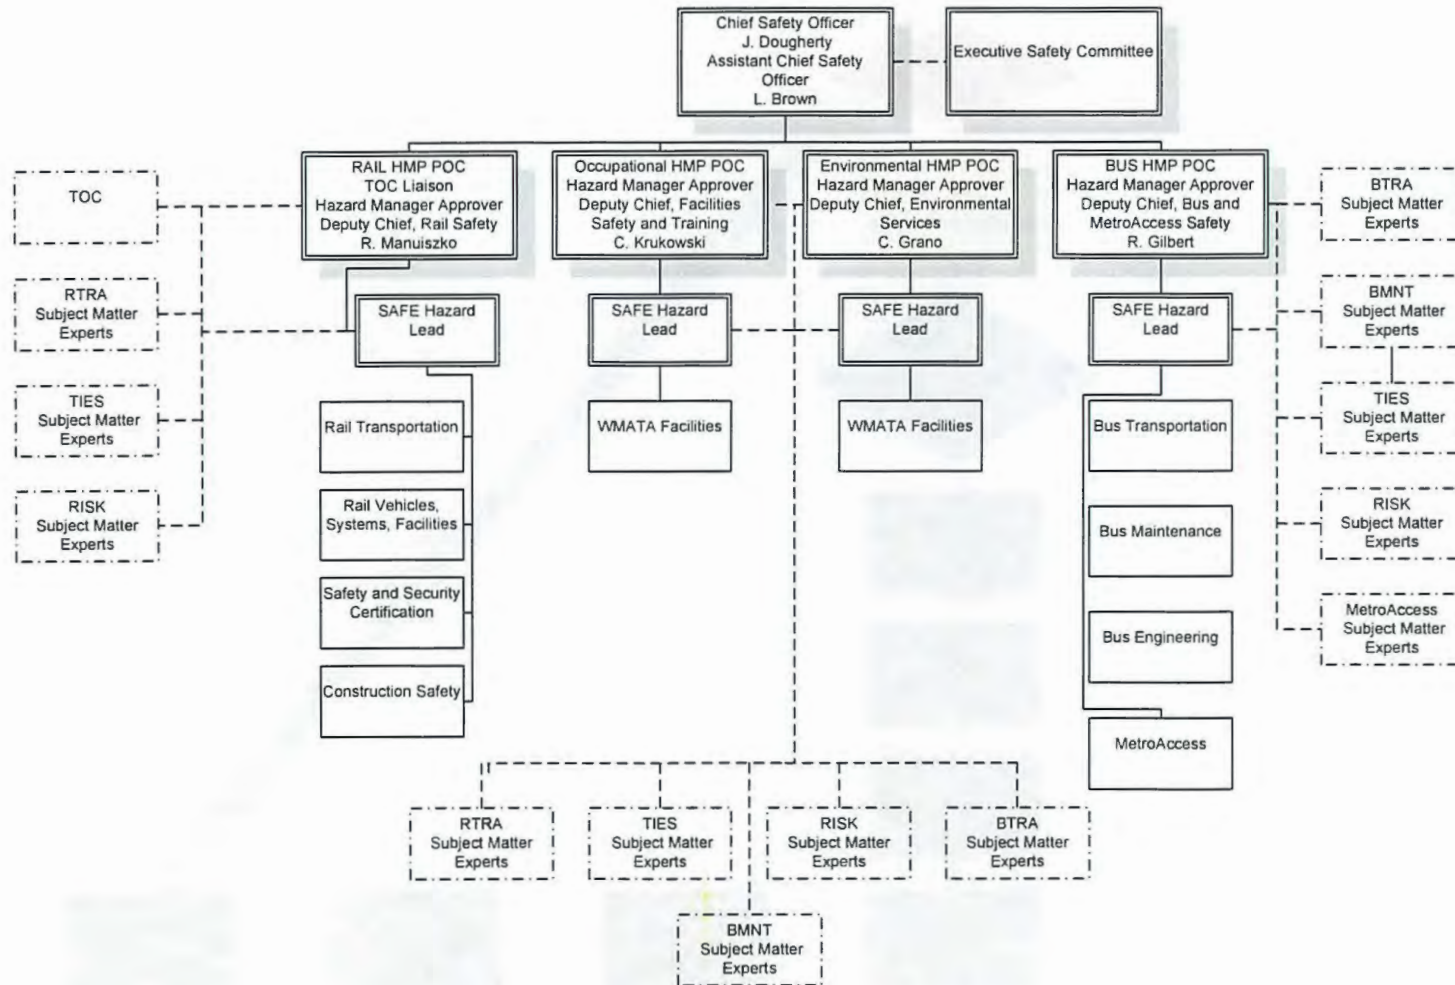 Chief Safety Officer
J. Dougherty
Assistant Chief Safety
Officer
L. Brown
Executive Safety Committee
TOC
RAIL HMP POC
TOC Liaison
Hazard Manager Approver
Deputy Chief, Rail Safety
R. Manuiszko
Occupational HMP POC
Hazard Manager Approver
Deputy Chief, Facilities
Safety and Training
C. Krukowski
Environmental HMP POC
Hazard Manager Approver
Deputy Chief, Environmental
Services
C. Grano
BUS HMP POC
Hazard Manager Approver
Deputy Chief, Bus and
MetroAccess Safety
R. Gilbert
BTRA
Subject Matter
Experts
RTRA
Subject Matter
Experts
SAFE Hazard
Lead
SAFE Hazard
Lead
SAFE Hazard
Lead
SAFE Hazard
Lead
BMNT
Subject Matter
Experts
TIES
Subject Matter
Experts
Rail Transportation
WMATA Facilities
WMATA Facilities
Bus Transportation
TIES
Subject Matter
Experts
RISK
Subject Matter
Experts
Rail Vehicles,
Systems, Facilities
Bus Maintenance
RISK
Subject Matter
Experts
Safety and Security
Certification
Bus Engineering
MetroAccess
Subject Matter
Experts
Construction Safety
MetroAccess
RTRA
Subject Matter
Experts
TIES
Subject Matter
Experts
RISK
Subject Matter
Experts
BTRA
Subject Matter
Experts
BMNT
Subject Matter
Experts